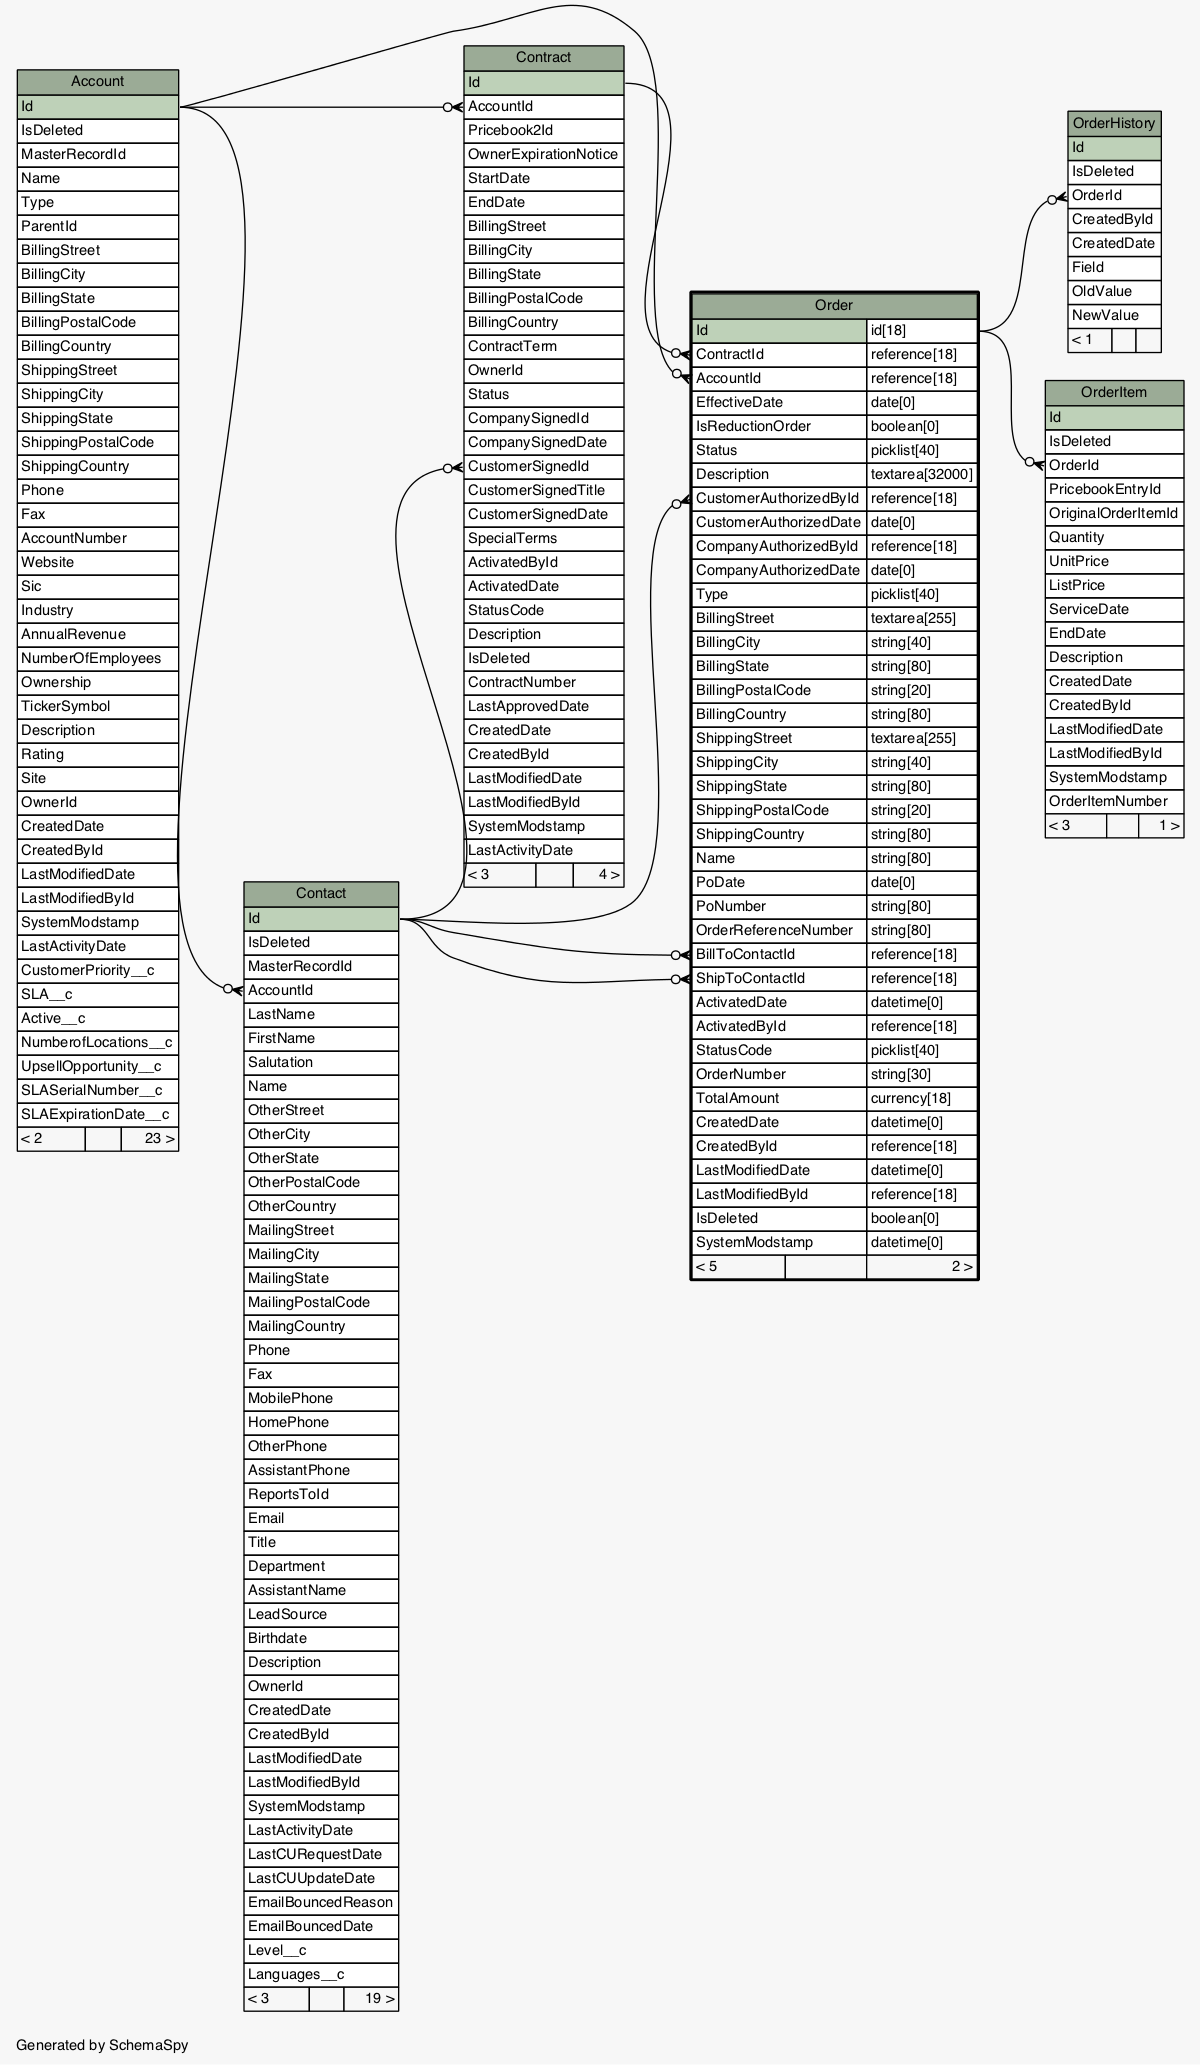 Account
Id
IsDeleted
MasterRecordId
Name
Type
ParentId
BillingStreet
BillingCity
BillingState
BillingPostalCode
BillingCountry
ShippingStreet
ShippingCity
ShippingState
ShippingPostalCode
ShippingCountry
Phone
Fax
AccountNumber
Website
Sic
Industry
AnnualRevenue
NumberOfEmployees
Ownership
TickerSymbol
Description
Rating
Site
OwnerId
CreatedDate
CreatedById
LastModifiedDate
LastModifiedById
SystemModstamp
LastActivityDate
CustomerPriority__c
SLA__c
Active__c
NumberofLocations__c
UpsellOpportunity__c
SLASerialNumber__c
SLAExpirationDate__c
< 2 23 >
Contact
Id
IsDeleted
MasterRecordId
AccountId
LastName
FirstName
Salutation
Name
OtherStreet
OtherCity
OtherState
OtherPostalCode
OtherCountry
MailingStreet
MailingCity
MailingState
MailingPostalCode
MailingCountry
Phone
Fax
MobilePhone
HomePhone
OtherPhone
AssistantPhone
ReportsToId
Email
Title
Department
AssistantName
LeadSource
Birthdate
Description
OwnerId
CreatedDate
CreatedById
LastModifiedDate
LastModifiedById
SystemModstamp
LastActivityDate
LastCURequestDate
LastCUUpdateDate
EmailBouncedReason
EmailBouncedDate
Level__c
Languages__c
< 3 19 >
Contract
Id
AccountId
Pricebook2Id
OwnerExpirationNotice
StartDate
EndDate
BillingStreet
BillingCity
BillingState
BillingPostalCode
BillingCountry
ContractTerm
OwnerId
Status
CompanySignedId
CompanySignedDate
CustomerSignedId
CustomerSignedTitle
CustomerSignedDate
SpecialTerms
ActivatedById
ActivatedDate
StatusCode
Description
IsDeleted
ContractNumber
LastApprovedDate
CreatedDate
CreatedById
LastModifiedDate
LastModifiedById
SystemModstamp
LastActivityDate
< 3 4 >
Order
Id id[18]
ContractId reference[18]
AccountId reference[18]
EffectiveDate date[0]
IsReductionOrder boolean[0]
Status picklist[40]
Description textarea[32000]
CustomerAuthorizedById reference[18]
CustomerAuthorizedDate date[0]
CompanyAuthorizedById reference[18]
CompanyAuthorizedDate date[0]
Type picklist[40]
BillingStreet textarea[255]
BillingCity string[40]
BillingState string[80]
BillingPostalCode string[20]
BillingCountry string[80]
ShippingStreet textarea[255]
ShippingCity string[40]
ShippingState string[80]
ShippingPostalCode string[20]
ShippingCountry string[80]
Name string[80]
PoDate date[0]
PoNumber string[80]
OrderReferenceNumber string[80]
BillToContactId reference[18]
ShipToContactId reference[18]
ActivatedDate datetime[0]
ActivatedById reference[18]
StatusCode picklist[40]
OrderNumber string[30]
TotalAmount currency[18]
CreatedDate datetime[0]
CreatedById reference[18]
LastModifiedDate datetime[0]
LastModifiedById reference[18]
IsDeleted boolean[0]
SystemModstamp datetime[0]
< 5 2 >
OrderHistory
Id
IsDeleted
OrderId
CreatedById
CreatedDate
Field
OldValue
NewValue
< 1
OrderItem
Id
IsDeleted
OrderId
PricebookEntryId
OriginalOrderItemId
Quantity
UnitPrice
ListPrice
ServiceDate
EndDate
Description
CreatedDate
CreatedById
LastModifiedDate
LastModifiedById
SystemModstamp
OrderItemNumber
< 3 1 >
Generated by SchemaSpy